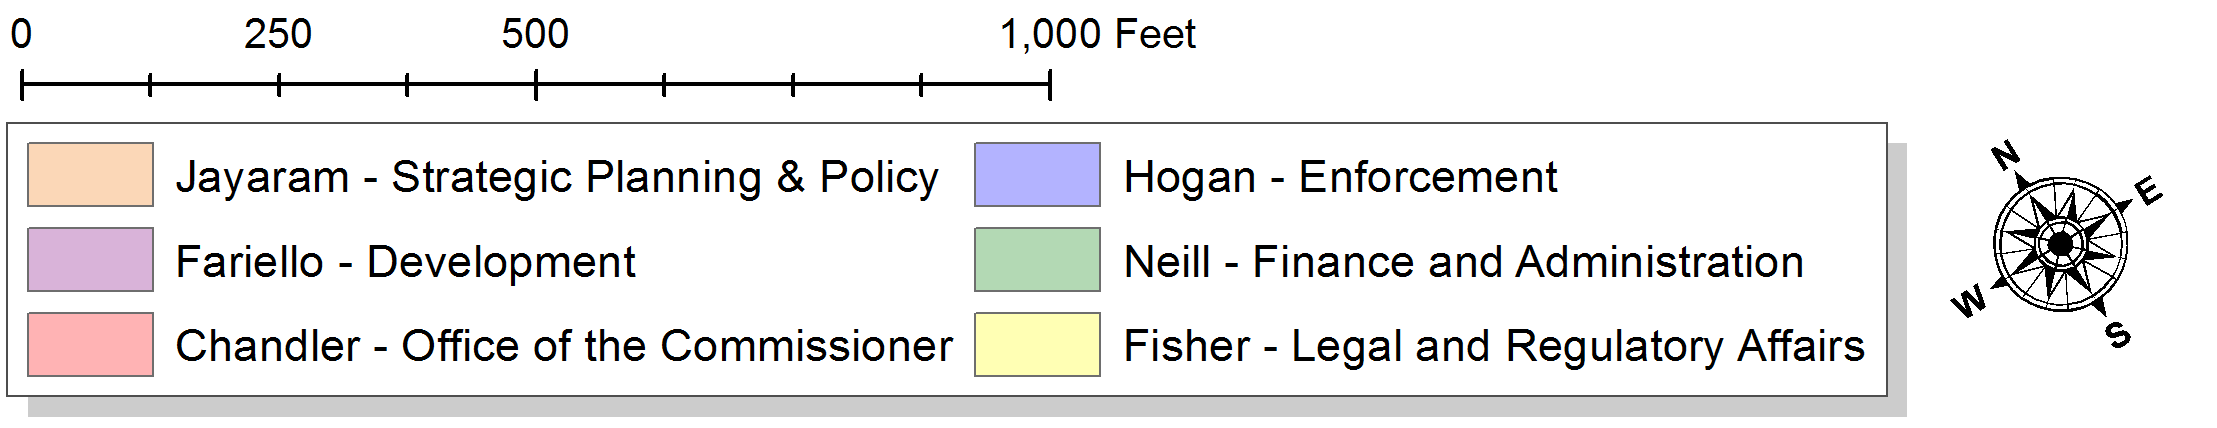 0 250 500 1,000 Feet
Jayaram - Strategic Planning & Policy
Fariello - Development
Chandler - Office of the Commissioner
Hogan - Enforcement
Neill - Finance and Administration
Fisher - Legal and Regulatory Affairs
N
E
W
S